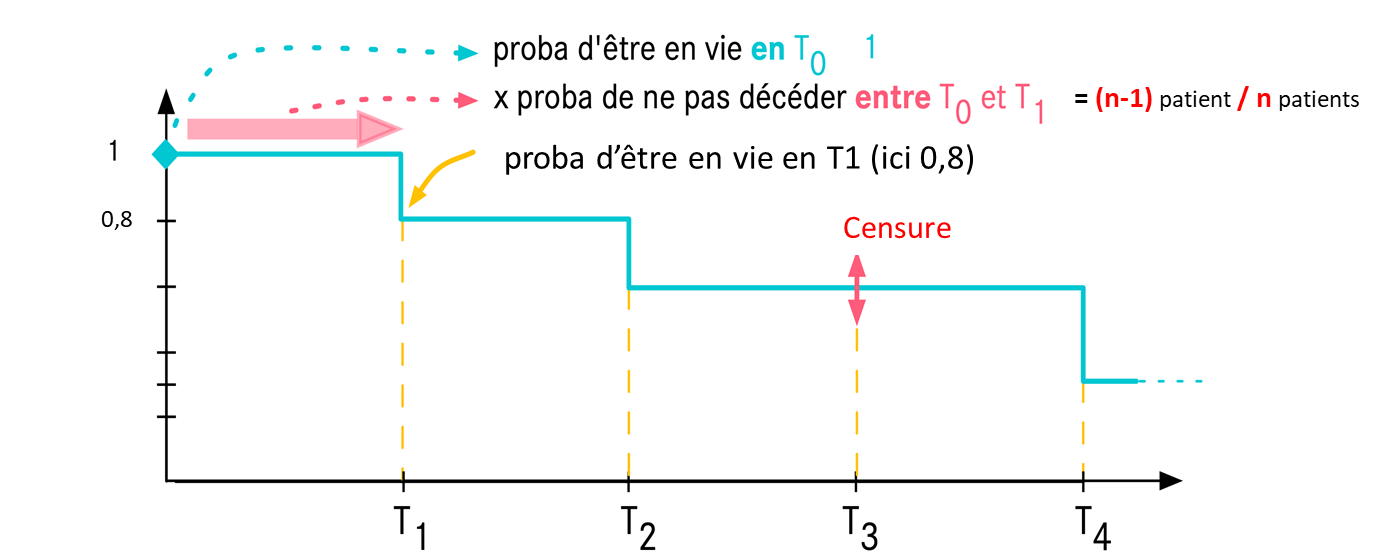 proba d'être en vie en T0 1
x proba de ne pas décéder entre T0 et T1 = (n-1) patient / n patients
1
proba d’être en vie en T1 (ici 0,8)
0,8
Censure
T1 T2 T3 T4